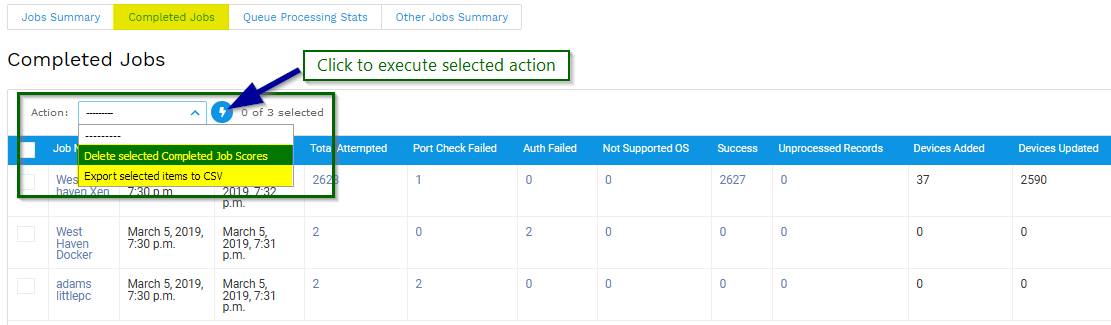 Jobs Summary Completed Jobs Queue Processing Stats Other Jobs Summary
Completed Jobs
Click to execute selected action
Action: --------- 0 of 3 selected
---------
Delete selected Completed Job Scores
Export selected items to CSV
Job N Total Attempted Port Check Failed Auth Failed Not Supported OS Success Unprocessed Records Devices Added Devices Updated
Wes 2628 1 0 0 2627 0 37 2590
haven Xen 7:30 p.m. 2019, 7:32
p.m.
West March 5, 2019, March 5, 2 0 2 0 0 0 0 0
Haven 7:30 p.m. 2019, 7:31
Docker p.m.
adams March 5, 2019, March 5, 2 2 0 0 0 0 0 0
littlepc 7:30 p.m. 2019, 7:31
p.m.